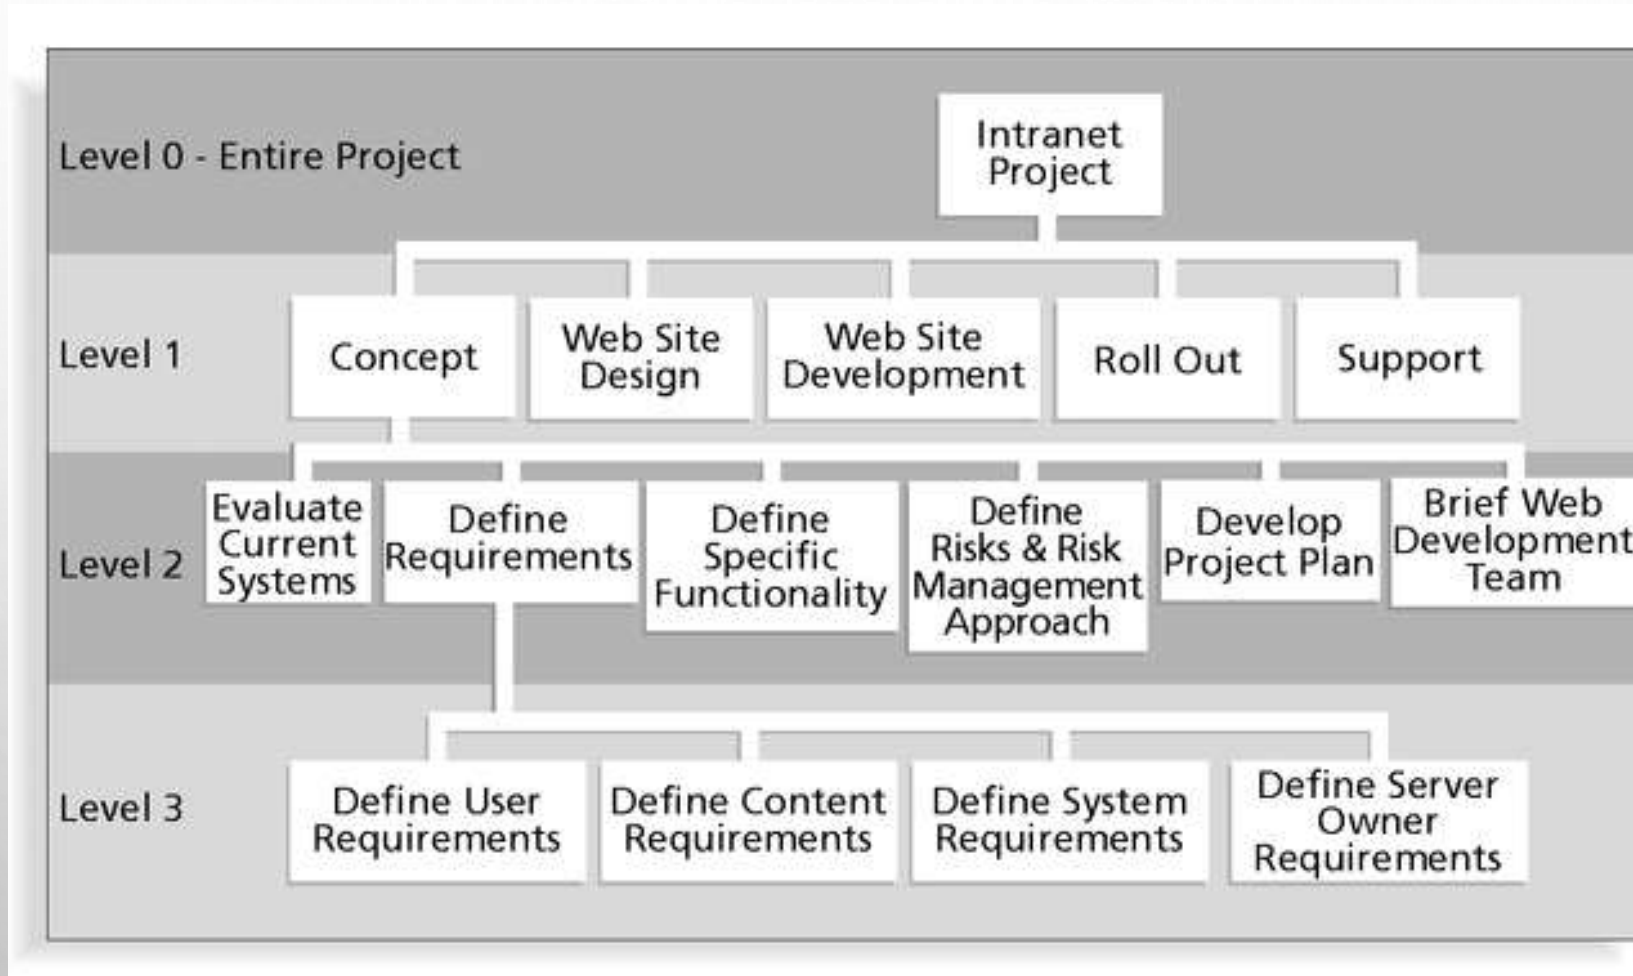 Level 0 - Entire Project
Intranet
Project
Level 1
Concept
Web Site
Design
Web Site
Development
Roll Out
Support
Level 2
Evaluate
Current
Systems
Define
Requirements
Define
Specific
Functionality
Define
Risks & Risk
Management
Approach
Develop
Project Plan
Brief Web
Development
Team
Level 3
Define User
Requirements
Define Content
Requirements
Define System
Requirements
Define Server
Owner
Requirements